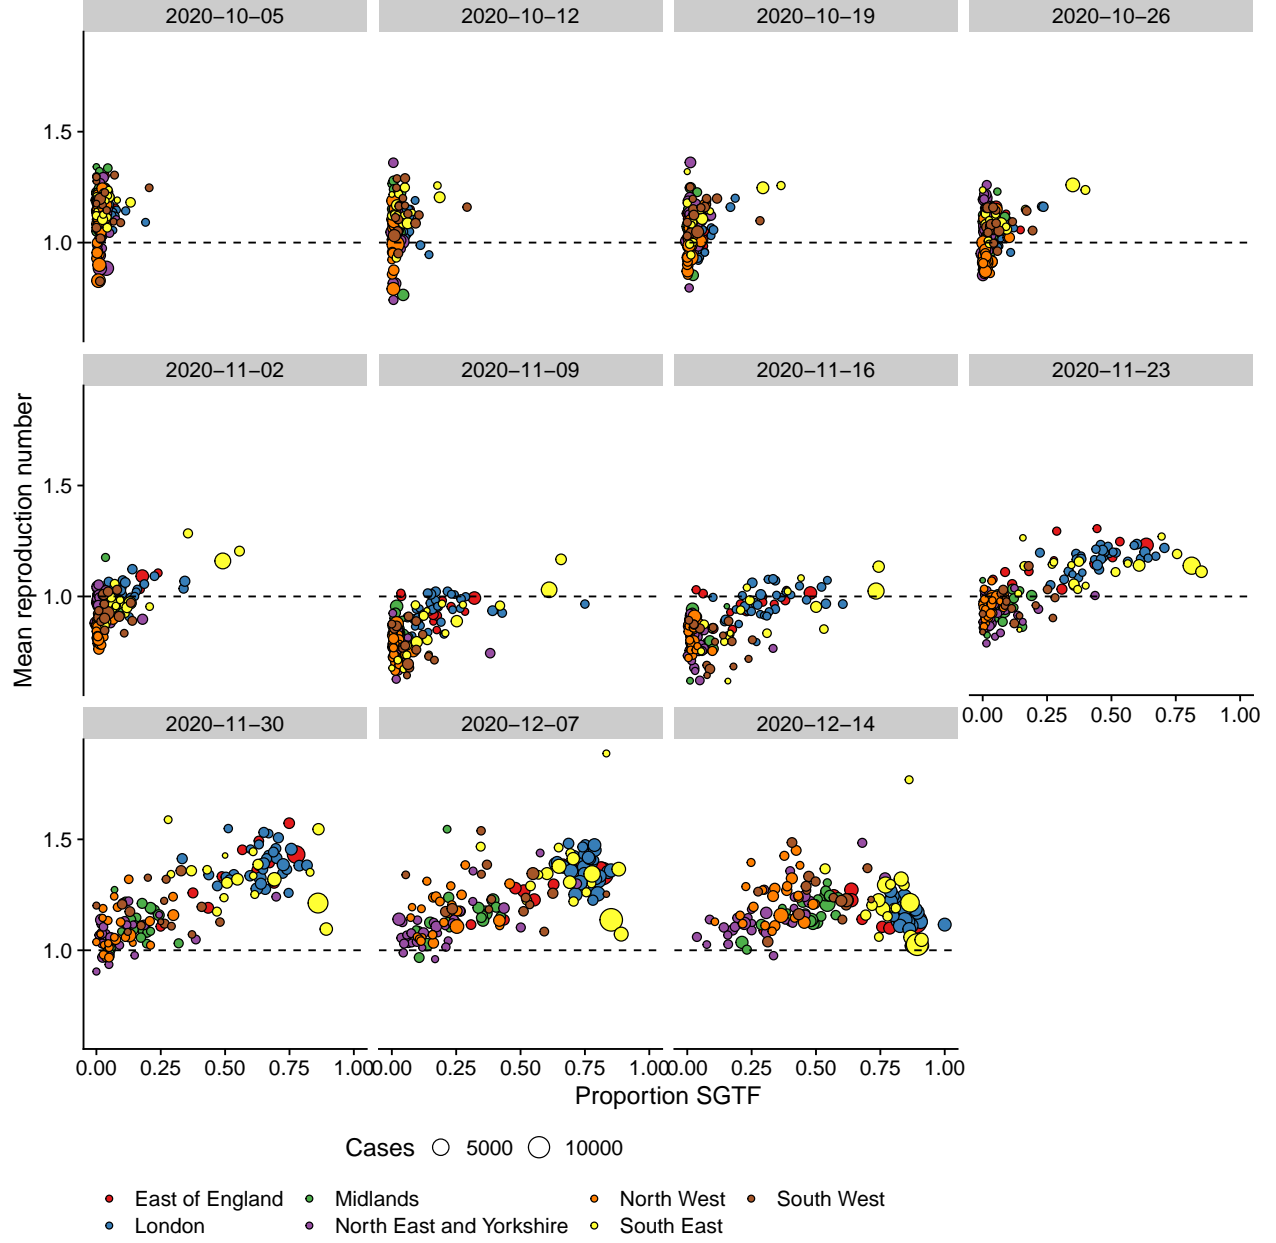 2020−10−05 2020−10−12 2020−10−19 2020−10−26
1.5
1.0
2020−11−02 2020−11−09 2020−11−16 2020−11−23
1.5
1.0
Mean reproduction number
0.00 0.25 0.50 0.75 1.00
2020−11−30 2020−12−07 2020−12−14
1.5
1.0
0.00 0.25 0.50 0.75 1.00 0.00 0.25 0.50 0.75 1.00 0.00 0.25 0.50 0.75 1.00
Proportion SGTF
Cases 5000 10000
East of England Midlands North West South West
London North East and Yorkshire South East